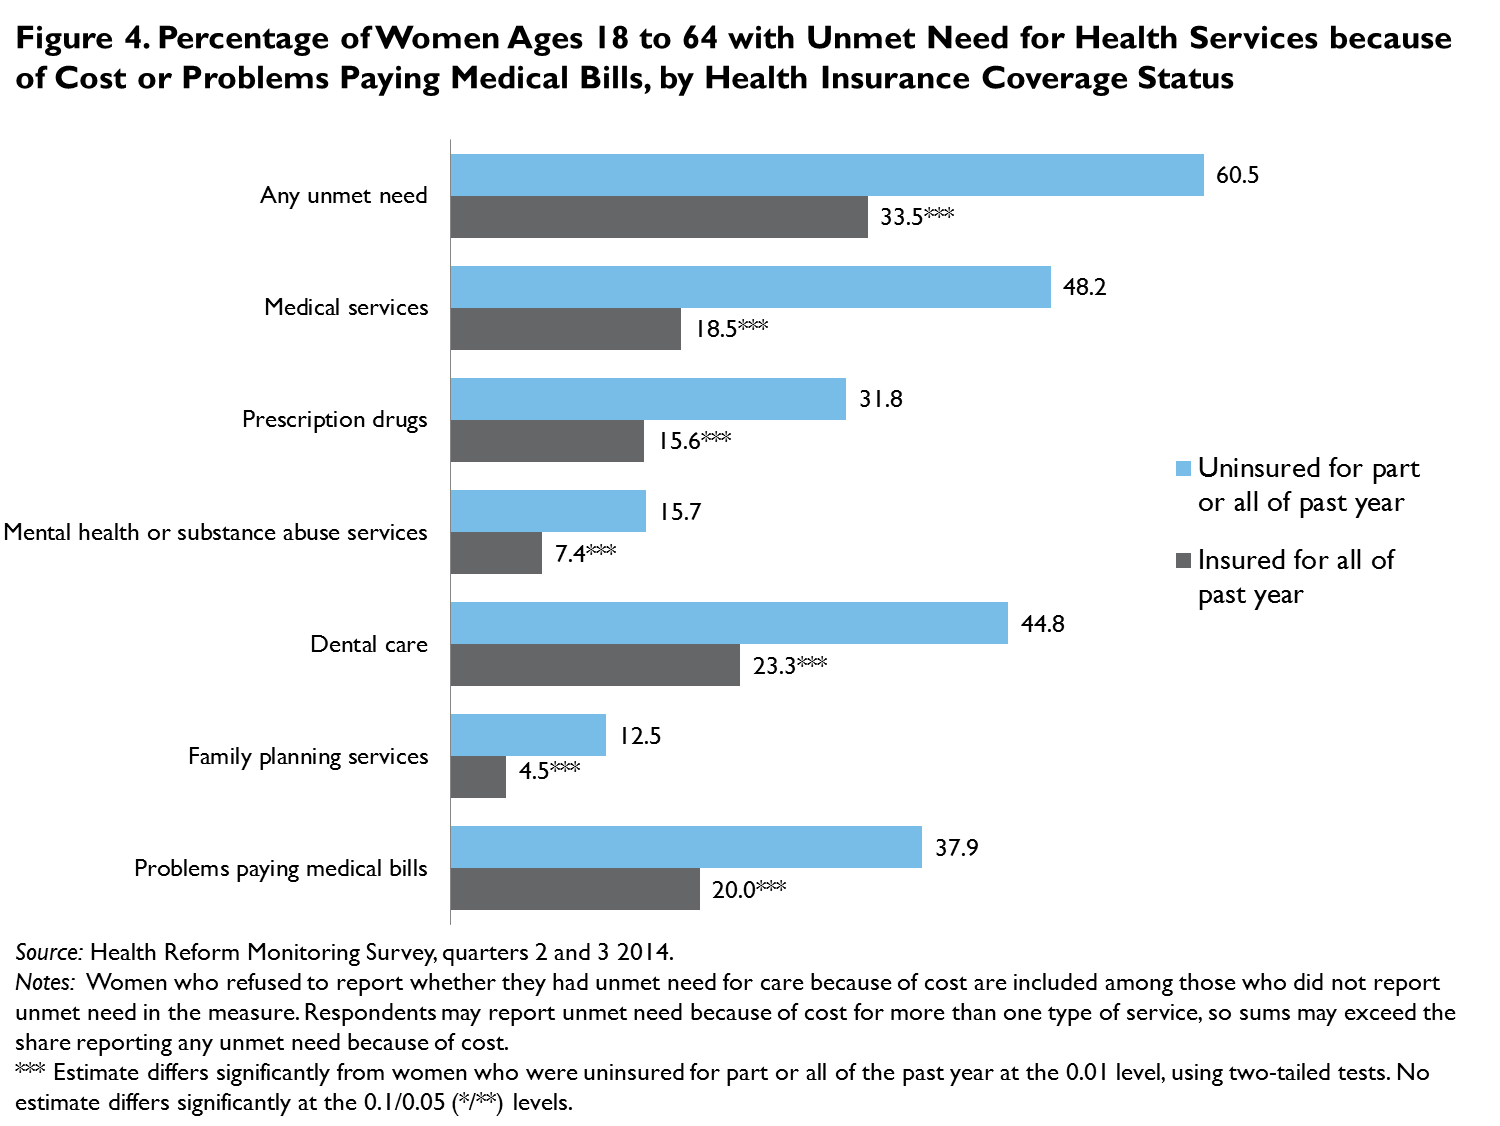 Figure 4. Percentage of Women Ages 18 to 64 with Unmet Need for Health Services because
of Cost or Problems Paying Medical Bills, by Health Insurance Coverage Status
Any unmet need
60.5
33.5***
Medical services
48.2
18.5***
Prescription drugs
31.8
15.6***
Mental health or substance abuse services
15.7
7.4***
Dental care
44.8
23.3***
Family planning services
12.5
4.5***
Problems paying medical bills
37.9
20.0***
Uninsured for part
or all of past year
Insured for all of
past year
Source: Health Reform Monitoring Survey, quarters 2 and 3 2014.
Notes: Women who refused to report whether they had unmet need for care because of cost are included among those who did not report
unmet need in the measure. Respondents may report unmet need because of cost for more than one type of service, so sums may exceed the
share reporting any unmet need because of cost.
*** Estimate differs significantly from women who were uninsured for part or all of the past year at the 0.01 level, using two-tailed tests. No
estimate differs significantly at the 0.1/0.05 (*/**) levels.